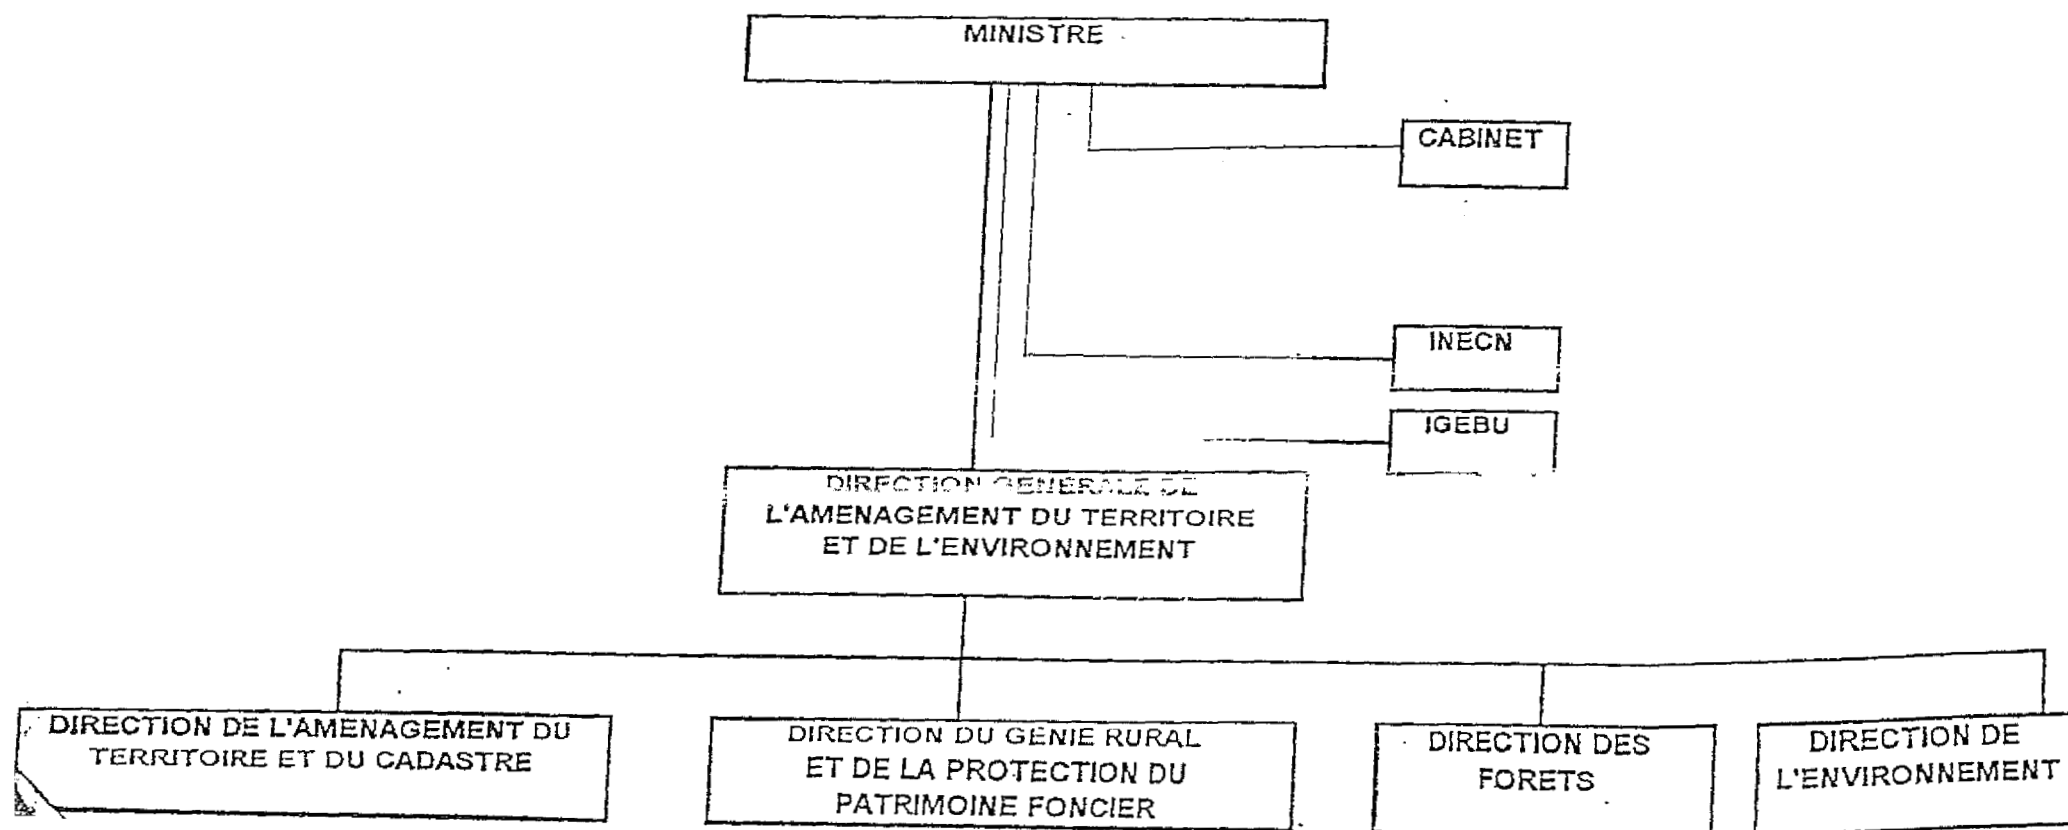 MINISTRE
CABINET
INECN
IGEBU
DIRECTION GENERALE DE
L'AMENAGEMENT DU TERRITOIRE
ET DE L'ENVIRONNEMENT
DIRECTION DE L'AMENAGEMENT DU
TERRITOIRE ET DU CADASTRE
DIRECTION DU GENIE RURAL
ET DE LA PROTECTION DU
PATRIMOINE FONCIER
DIRECTION DES
FORETS
DIRECTION DE
L'ENVIRONNEMENT